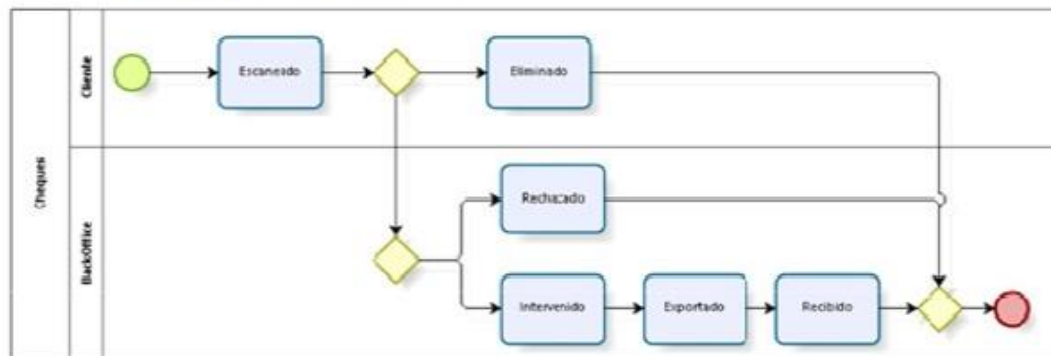 Cheques
Cliente
Escaneado
Eliminado
BackOffice
Rechazado
Intervenido
Exportado
Recibido